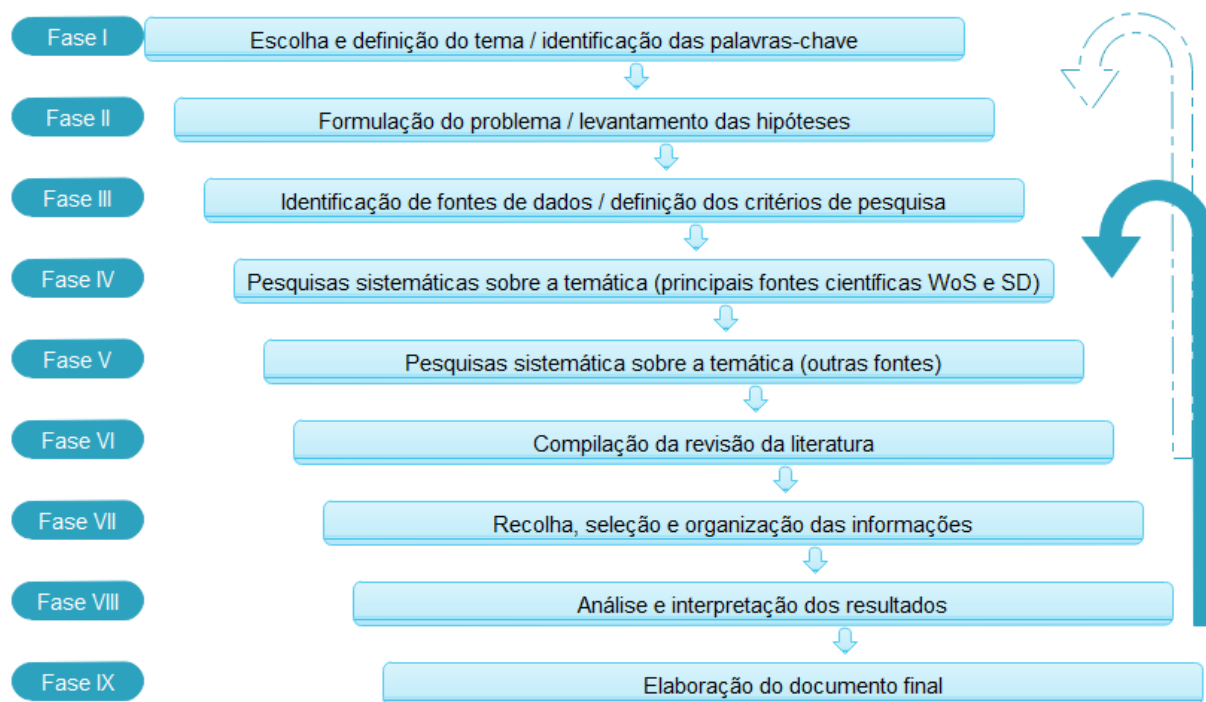 Fase I
Escolha e definição do tema / identificação das palavras-chave
Fase II
Formulação do problema / levantamento das hipóteses
Fase III
Identificação de fontes de dados / definição dos critérios de pesquisa
Fase IV
Pesquisas sistemáticas sobre a temática (principais fontes científicas WoS e SD)
Fase V
Pesquisas sistemática sobre a temática (outras fontes)
Fase VI
Compilação da revisão da literatura
Fase VII
Recolha, seleção e organização das informações
Fase VIII
Análise e interpretação dos resultados
Fase IX
Elaboração do documento final